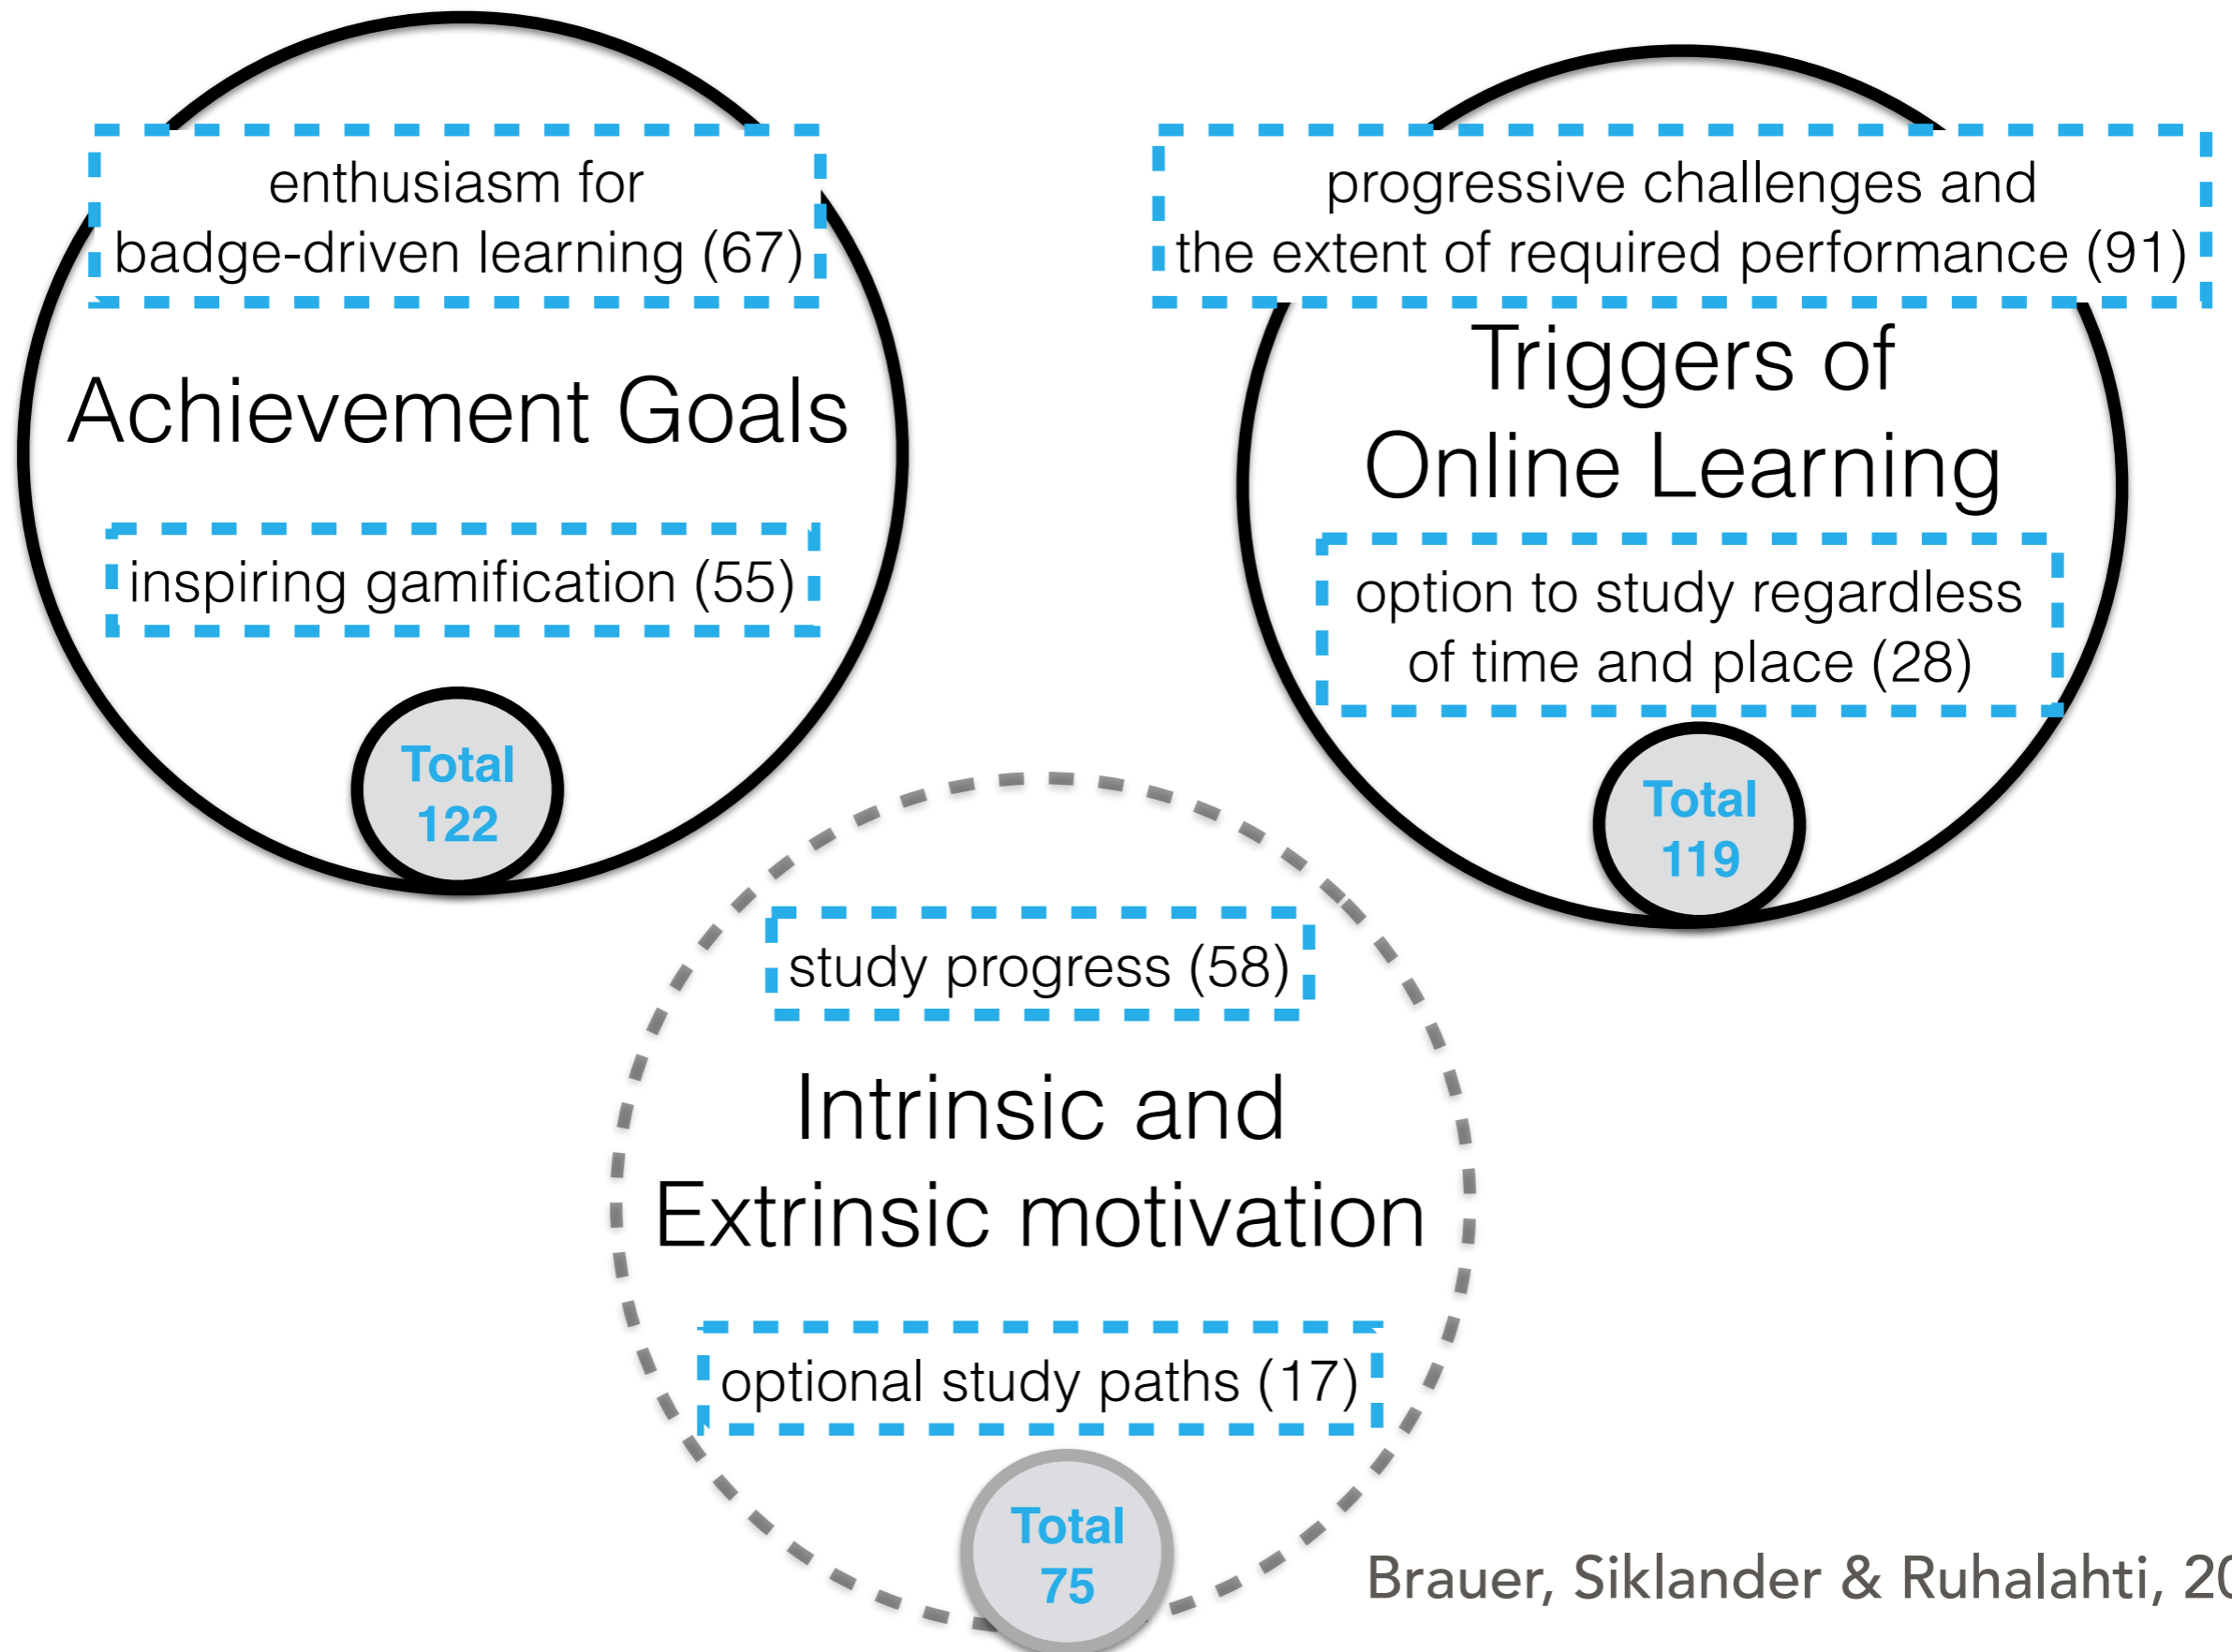 enthusiasm for
badge-driven learning (67)
Achievement Goals
inspiring gamification (55)
Total
122
progressive challenges and
the extent of required performance (91)
Triggers of
Online Learning
option to study regardless
of time and place (28)
Total
119
study progress (58)
Intrinsic and
Extrinsic motivation
optional study paths (17)
Total
75
Brauer, Siklander & Ruhalahti,